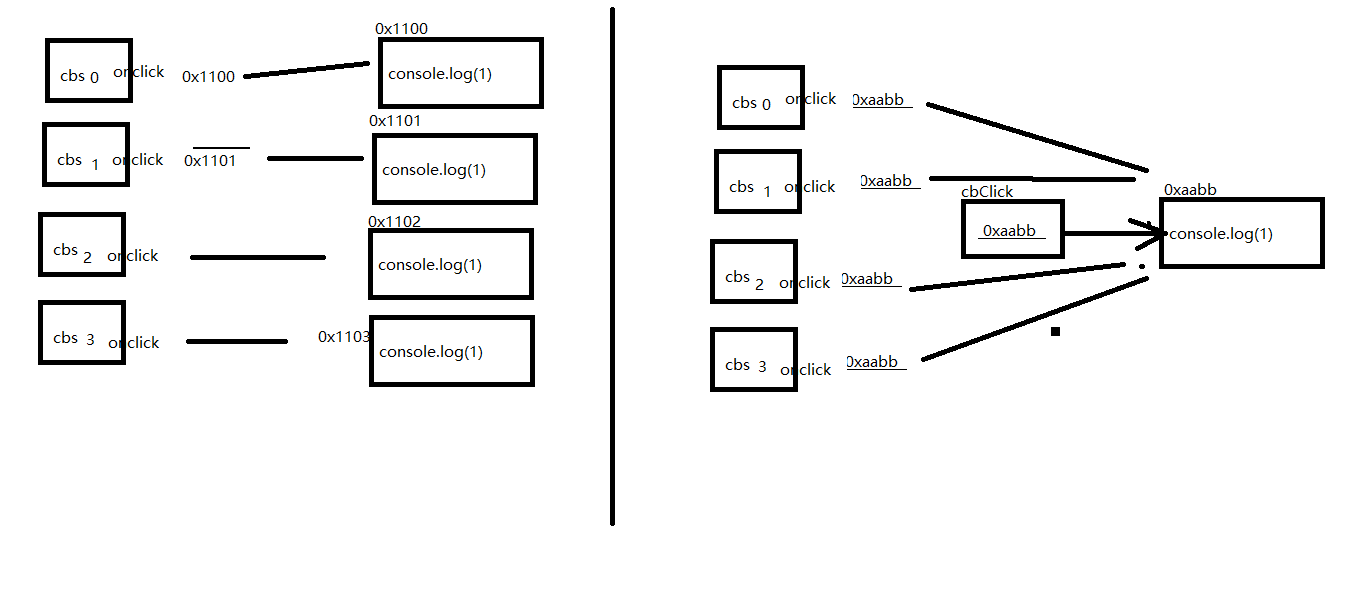 0x1100
cbs 0 onclick 0x1100 console.log(1)
0x1101
cbs 1 onclick 0x1101 console.log(1)
0x1102
cbs 2 onclick console.log(1)
cbs 3 onclick 0x1103 console.log(1)
cbs 0 onclick 0xaabb
cbs 1 onclick 0xaabb
cbClick 0xaabb
0xaabb console.log(1)
cbs 2 onclick 0xaabb
cbs 3 onclick 0xaabb